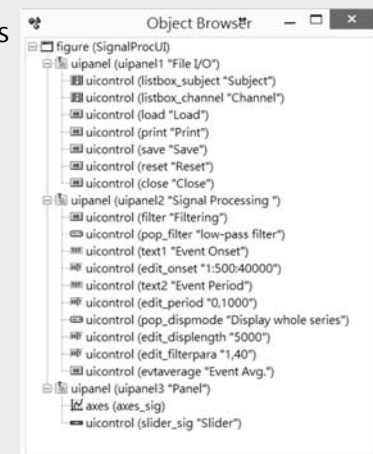 s
Object Browser
figure (SignalProcUI)
uipanel (uipanel1 "File I/O")
uicontrol (listbox_subject "Subject")
uicontrol (listbox_channel "Channel")
uicontrol (load "Load")
uicontrol (print "Print")
uicontrol (save "Save")
uicontrol (reset "Reset")
uicontrol (close "Close")
uipanel (uipanel2 "Signal Processing ")
uicontrol (filter "Filtering")
uicontrol (pop_filter "low-pass filter")
uicontrol (text1 "Event Onset")
uicontrol (edit_onset "1:500:40000")
uicontrol (text2 "Event Period")
uicontrol (edit_period "0,1000")
uicontrol (pop_dispmode "Display whole series")
uicontrol (edit_displength "5000")
uicontrol (edit_filterpara "1,40")
uicontrol (evtaverage "Event Avg.")
uipanel (uipanel3 "Panel")
axes (axes_sig)
uicontrol (slider_sig "Slider")